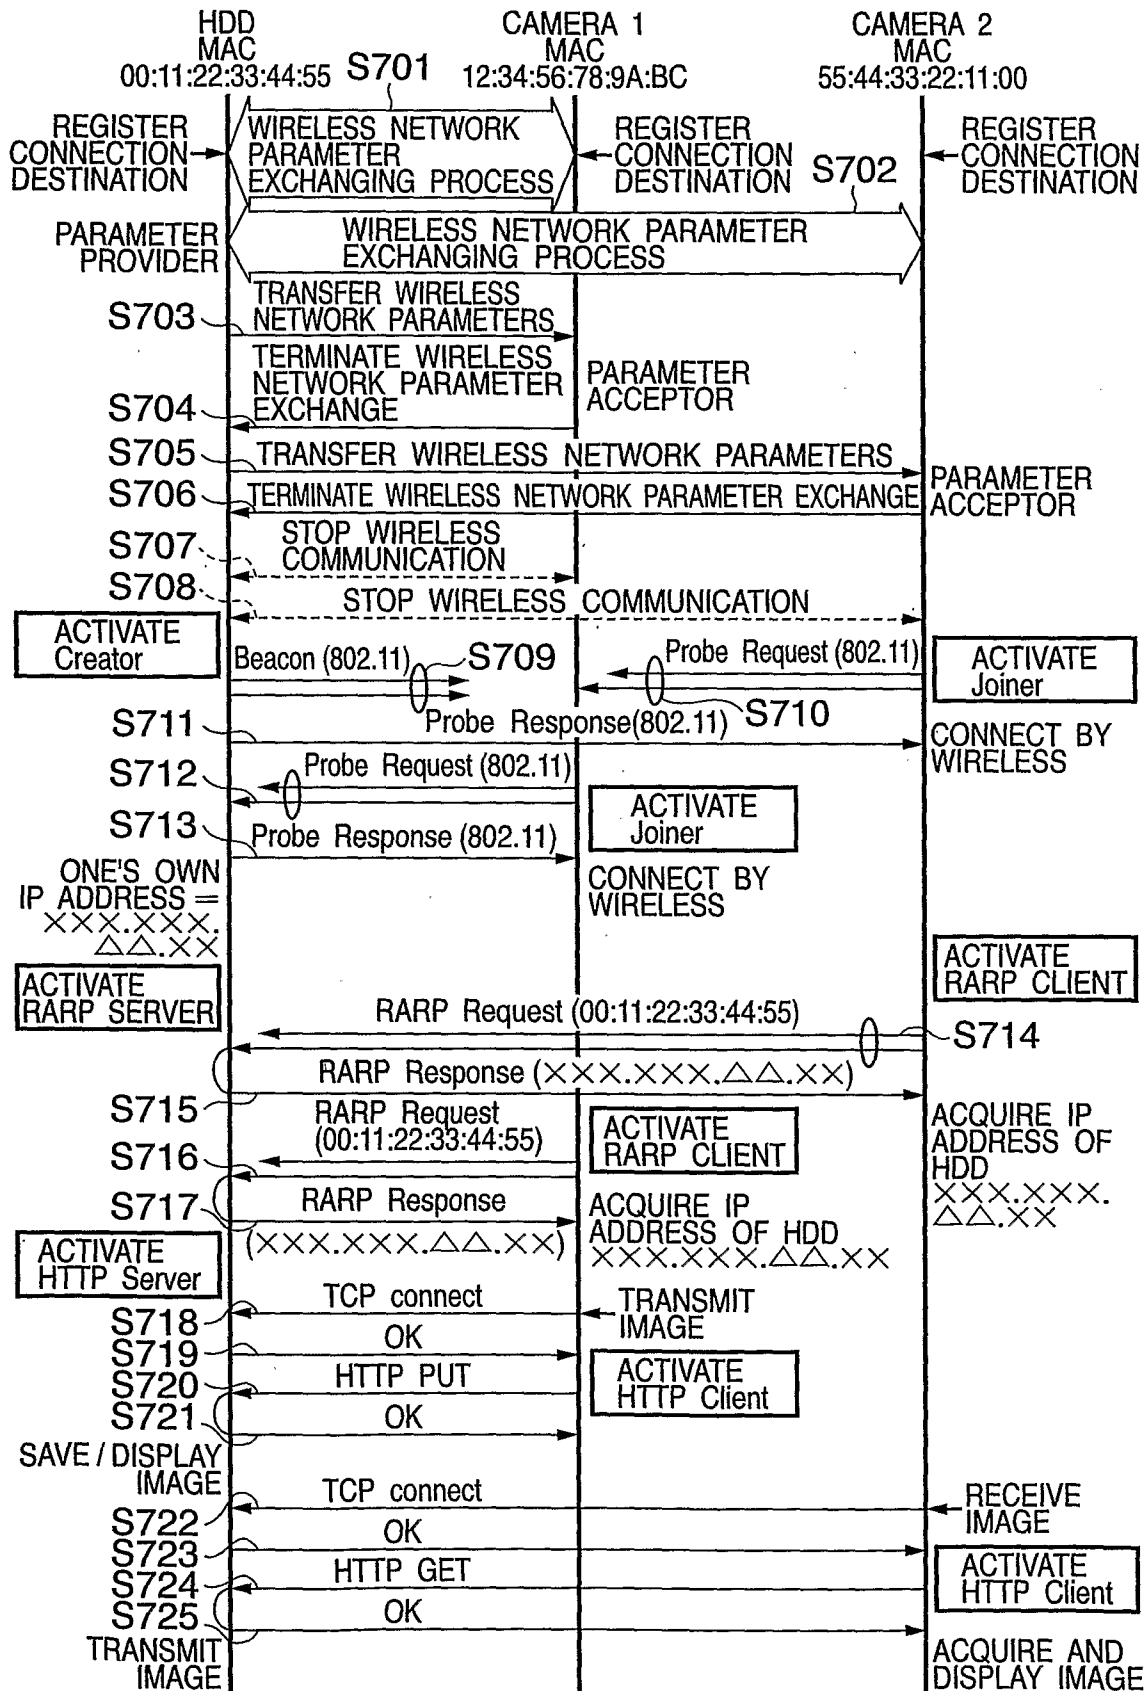 HDD
MAC
00:11:22:33:44:55
CAMERA 1
MAC
12:34:56:78:9A:BC
CAMERA 2
MAC
55:44:33:22:11:00
S701
REGISTER
CONNECTION
DESTINATION
WIRELESS NETWORK
PARAMETER
EXCHANGING PROCESS
REGISTER
CONNECTION
DESTINATION
REGISTER
CONNECTION
DESTINATION
S702
PARAMETER
PROVIDER
WIRELESS NETWORK PARAMETER
EXCHANGING PROCESS
S703
TRANSFER WIRELESS
NETWORK PARAMETERS
TERMINATE WIRELESS
NETWORK PARAMETER
EXCHANGE
PARAMETER
ACCEPTOR
S704
S705
TRANSFER WIRELESS NETWORK PARAMETERS
S706
TERMINATE WIRELESS NETWORK PARAMETER EXCHANGE
PARAMETER
ACCEPTOR
S707
STOP WIRELESS
COMMUNICATION
S708
STOP WIRELESS COMMUNICATION
ACTIVATE
Creator
Beacon (802.11)
S709
Probe Request (802.11)
ACTIVATE
Joiner
S710
S711
Probe Response(802.11)
CONNECT BY
WIRELESS
S712
Probe Request (802.11)
ACTIVATE
Joiner
S713
Probe Response (802.11)
CONNECT BY
WIRELESS
ONE'S OWN
IP ADDRESS =
×××.×××.
△△.××
ACTIVATE
RARP SERVER
ACTIVATE
RARP CLIENT
RARP Request (00:11:22:33:44:55)
S714
RARP Response (×××.×××.△△.××)
S715
ACQUIRE IP
ADDRESS OF
HDD
×××.×××.
△△.××
RARP Request
(00:11:22:33:44:55)
ACTIVATE
RARP CLIENT
S716
S717
RARP Response
(×××.×××.△△.××)
ACQUIRE IP
ADDRESS OF HDD
×××.×××.△△.××
ACTIVATE
HTTP Server
S718
TCP connect
TRANSMIT
IMAGE
S719
OK
ACTIVATE
HTTP Client
S720
HTTP PUT
S721
OK
SAVE / DISPLAY
IMAGE
TCP connect
RECEIVE
IMAGE
S722
OK
S723
HTTP GET
ACTIVATE
HTTP Client
S724
OK
S725
TRANSMIT
IMAGE
ACQUIRE AND
DISPLAY IMAGE